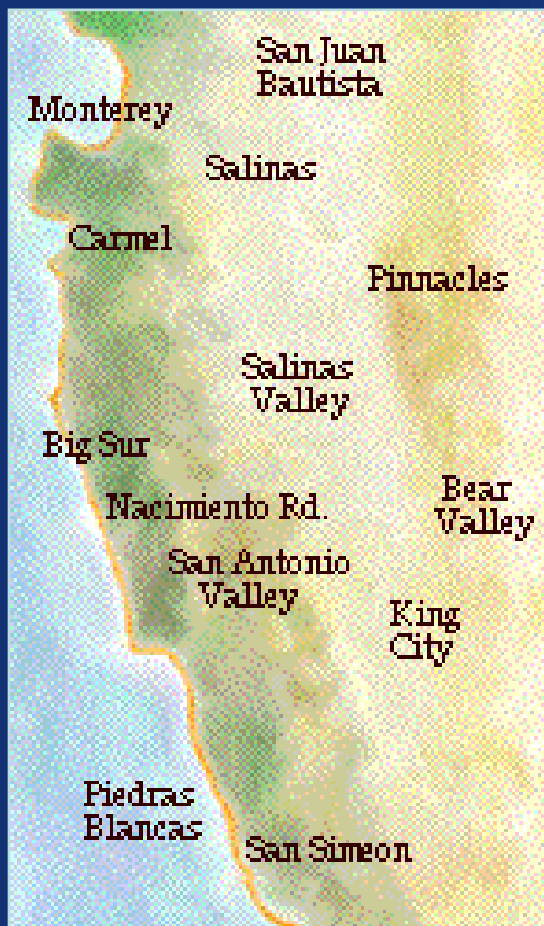 San Juan
Bautista
Monterey
Salinas
Carmel
Pinnacles
Salinas
Valley
Big Sur
Bear
Valley
Nacimiento Rd.
San Antonio
Valley
King
City
Piedras
Blancas
San Simeon